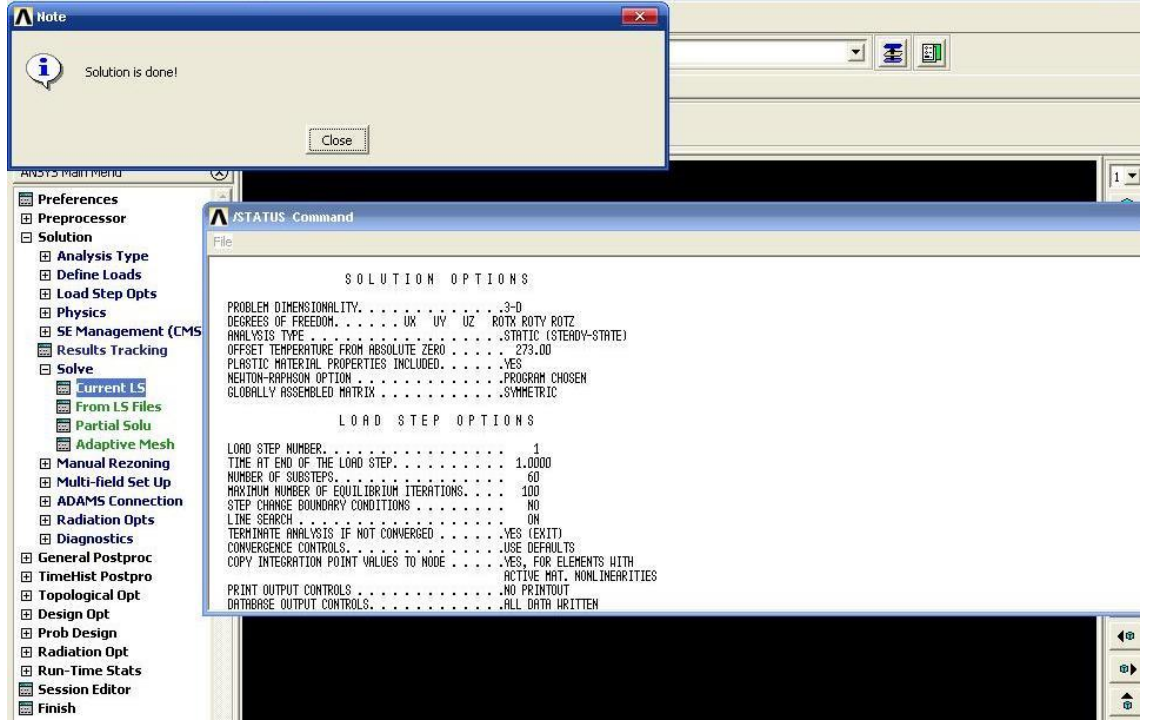 Note
Solution is done!
Close
ANSYS Main Menu
1
Preferences
Preprocessor
Solution
Analysis Type
Define Loads
Load Step Opts
Physics
SE Management (CMS
Results Tracking
Solve
Current LS
From LS Files
Partial Solu
Adaptive Mesh
Manual Rezoning
Multi-field Set Up
ADAMS Connection
Radiation Opts
Diagnostics
General Postproc
TimeHist Postpro
Topological Opt
Design Opt
Prob Design
Radiation Opt
Run-Time Stats
Session Editor
Finish
/STATUS Command
File
S O L U T I O N   O P T I O N S
PROBLEM DIMENSIONALITY. . . . . . . . . . . . .3-D
DEGREES OF FREEDOM. . . . . . UX   UY   UZ   ROTX ROTY ROTZ
ANALYSIS TYPE . . . . . . . . . . . . . . . . .STATIC (STEADY-STATE)
OFFSET TEMPERATURE FROM ABSOLUTE ZERO . . . . .  273.00
PLASTIC MATERIAL PROPERTIES INCLUDED. . . . . .YES
NEWTON-RAPHSON OPTION . . . . . . . . . . . . .PROGRAM CHOSEN
GLOBALLY ASSEMBLED MATRIX . . . . . . . . . . .SYMMETRIC
L O A D   S T E P   O P T I O N S
LOAD STEP NUMBER. . . . . . . . . . . . . . . .     1
TIME AT END OF THE LOAD STEP. . . . . . . . . .  1.0000
NUMBER OF SUBSTEPS. . . . . . . . . . . . . . .    60
MAXIMUM NUMBER OF EQUILIBRIUM ITERATIONS. . . .   100
STEP CHANGE BOUNDARY CONDITIONS . . . . . . . .    NO
LINE SEARCH . . . . . . . . . . . . . . . . . .    ON
TERMINATE ANALYSIS IF NOT CONVERGED . . . . . .YES (EXIT)
CONVERGENCE CONTROLS. . . . . . . . . . . . . .USE DEFAULTS
COPY INTEGRATION POINT VALUES TO NODE . . . . .YES, FOR ELEMENTS WITH
ACTIVE MAT. NONLINEARITIES
PRINT OUTPUT CONTROLS . . . . . . . . . . . . .NO PRINTOUT
DATABASE OUTPUT CONTROLS. . . . . . . . . . . .ALL DATA WRITTEN